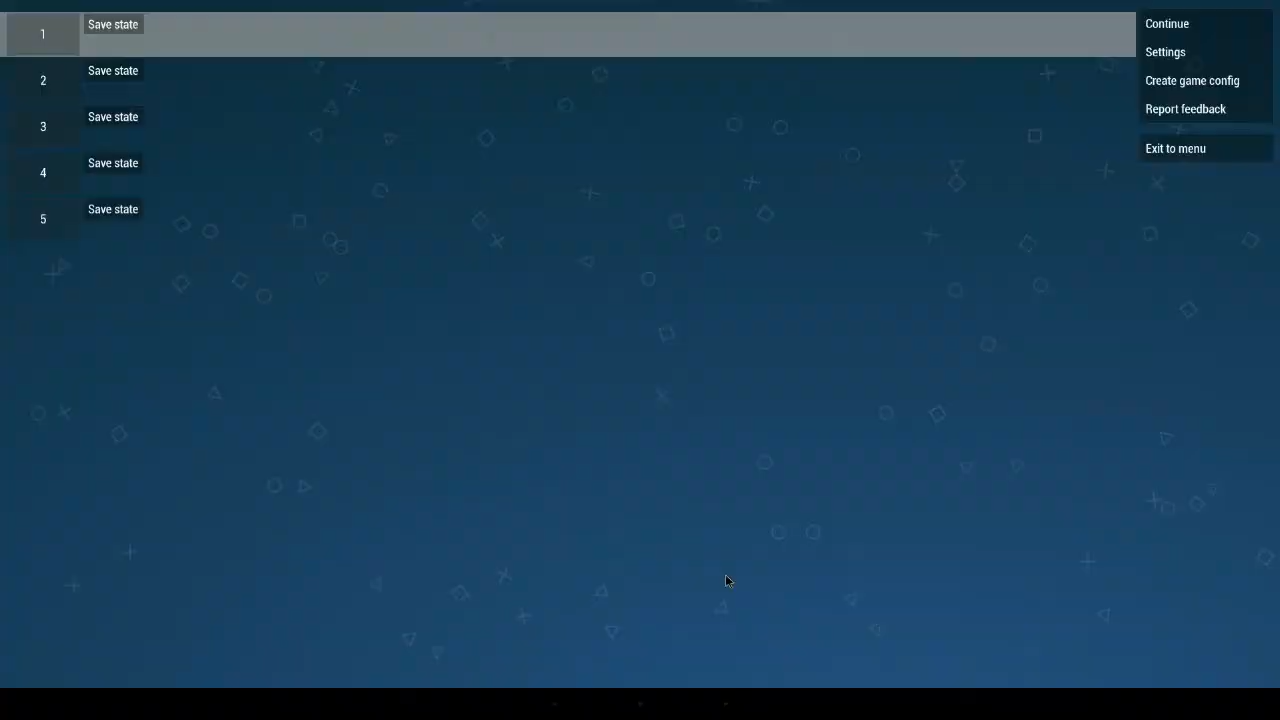 1 Save state
2 Save state
3 Save state
4 Save state
5 Save state
Continue
Settings
Create game config
Report feedback
Exit to menu